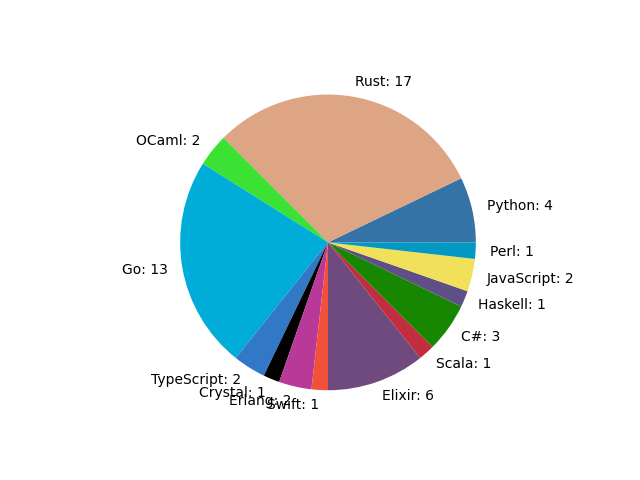 Rust: 17
OCaml: 2
Python: 4
Go: 13
Perl: 1
JavaScript: 2
Haskell: 1
C#: 3
Scala: 1
TypeScript: 2
Crystal: 1
Erlang: 2
Swift: 1
Elixir: 6